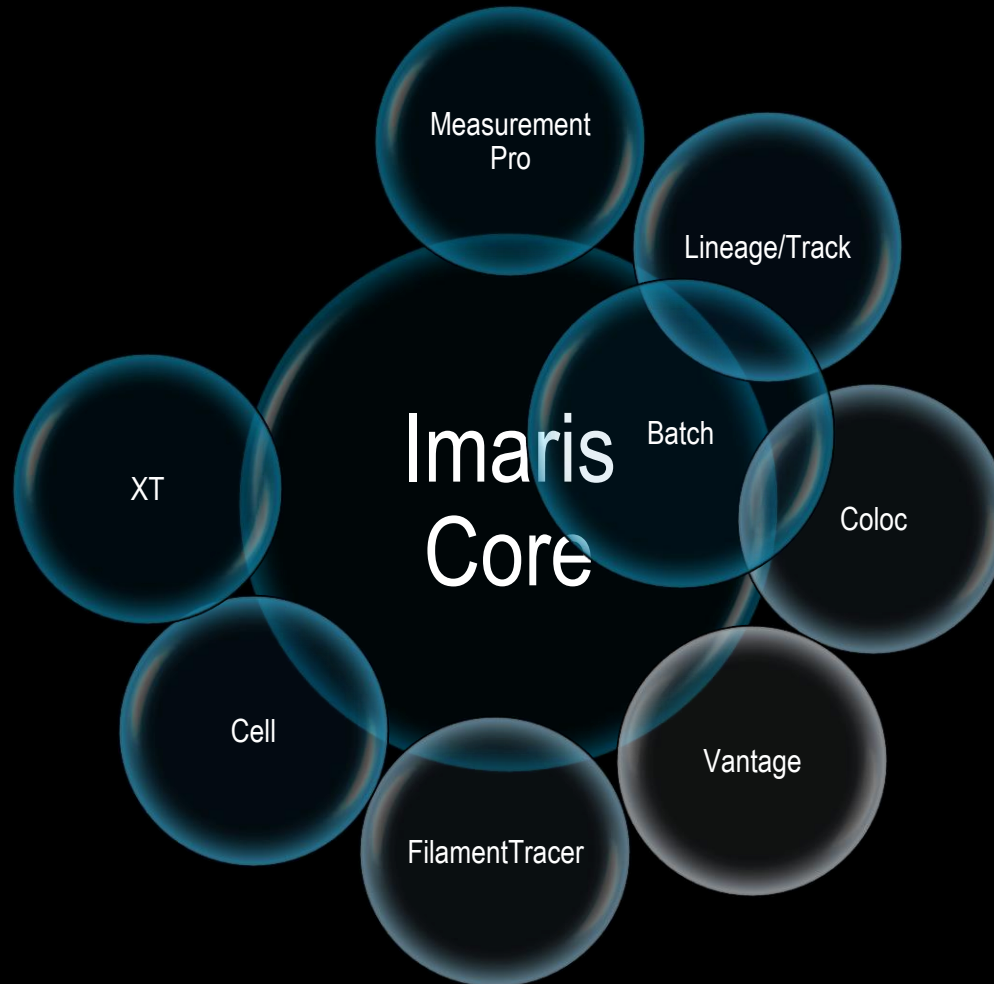 Measurement
Pro
Lineage/Track
Imaris
Core
Batch
XT
Coloc
Cell
Vantage
FilamentTracer